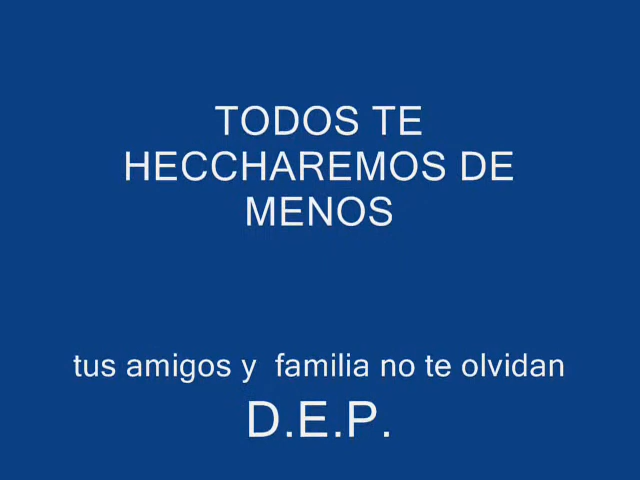 TODOS TE
HECCHAREMOS DE
MENOS
tus amigos y  familia no te olvidan
D.E.P.